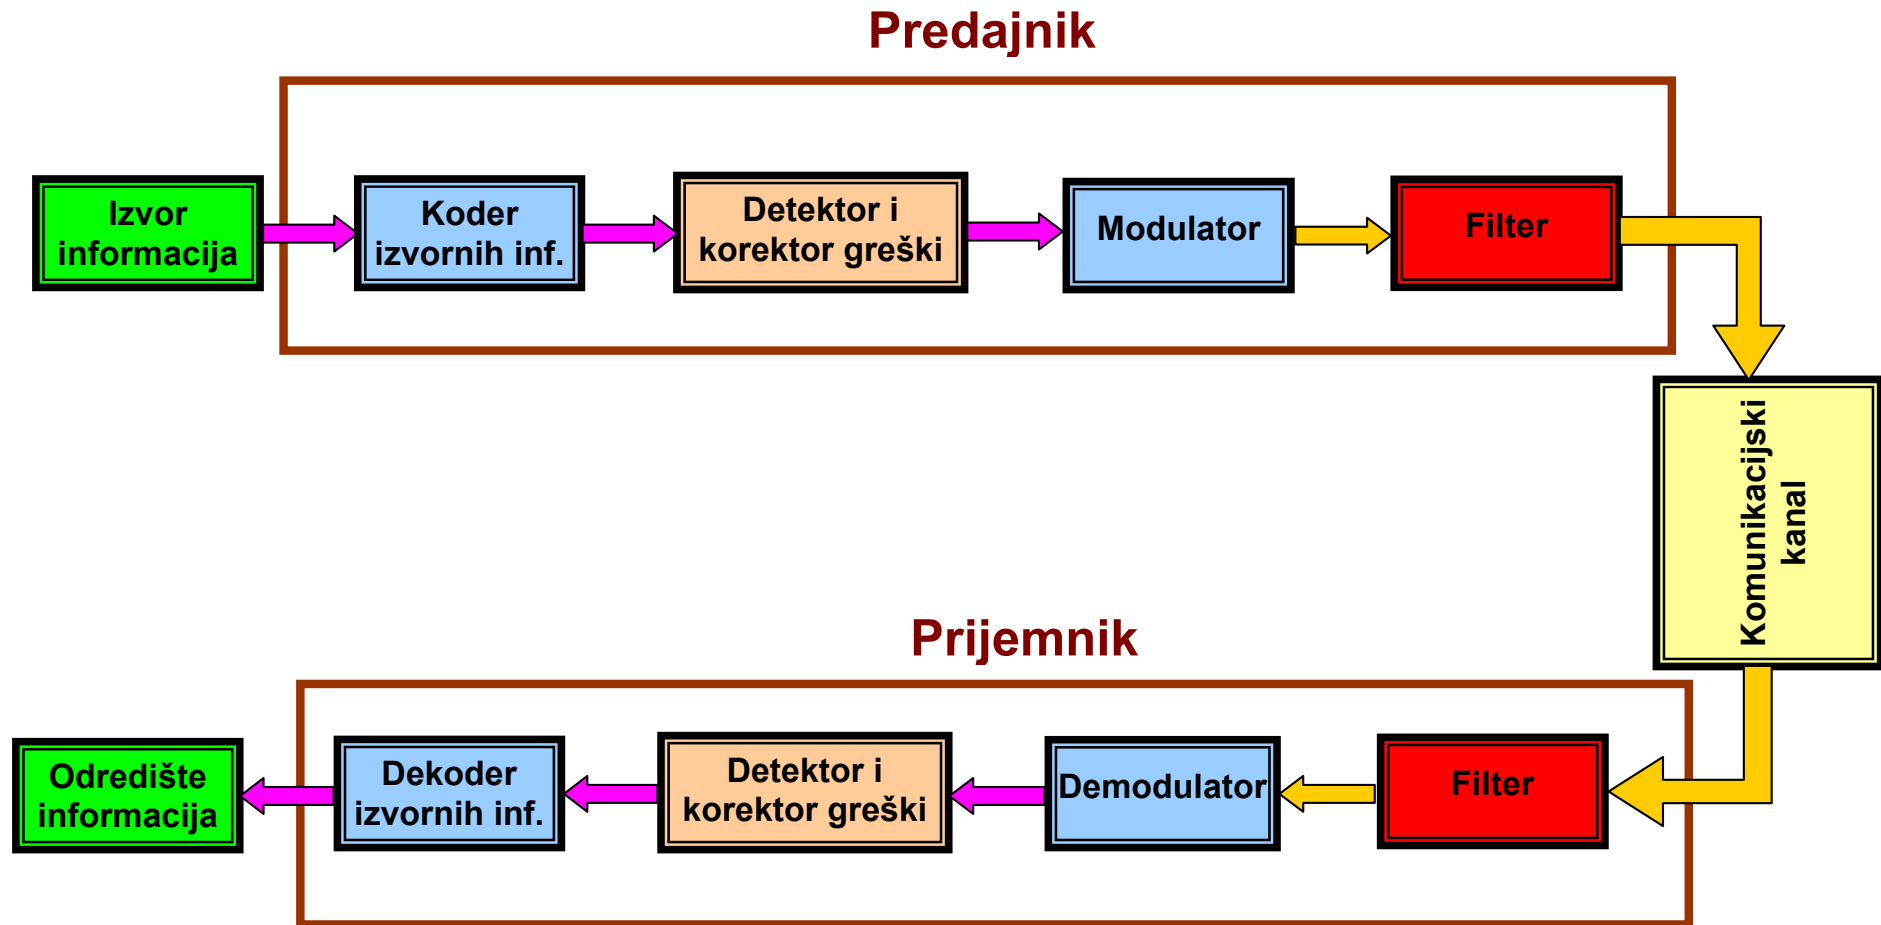 Predajnik
Izvor
informacija
Koder
izvornih inf.
Detektor i
korektor greški
Modulator
Filter
Komunikacijski
kanal
Prijemnik
Odredište
informacija
Dekoder
izvornih inf.
Detektor i
korektor greški
Demodulator
Filter